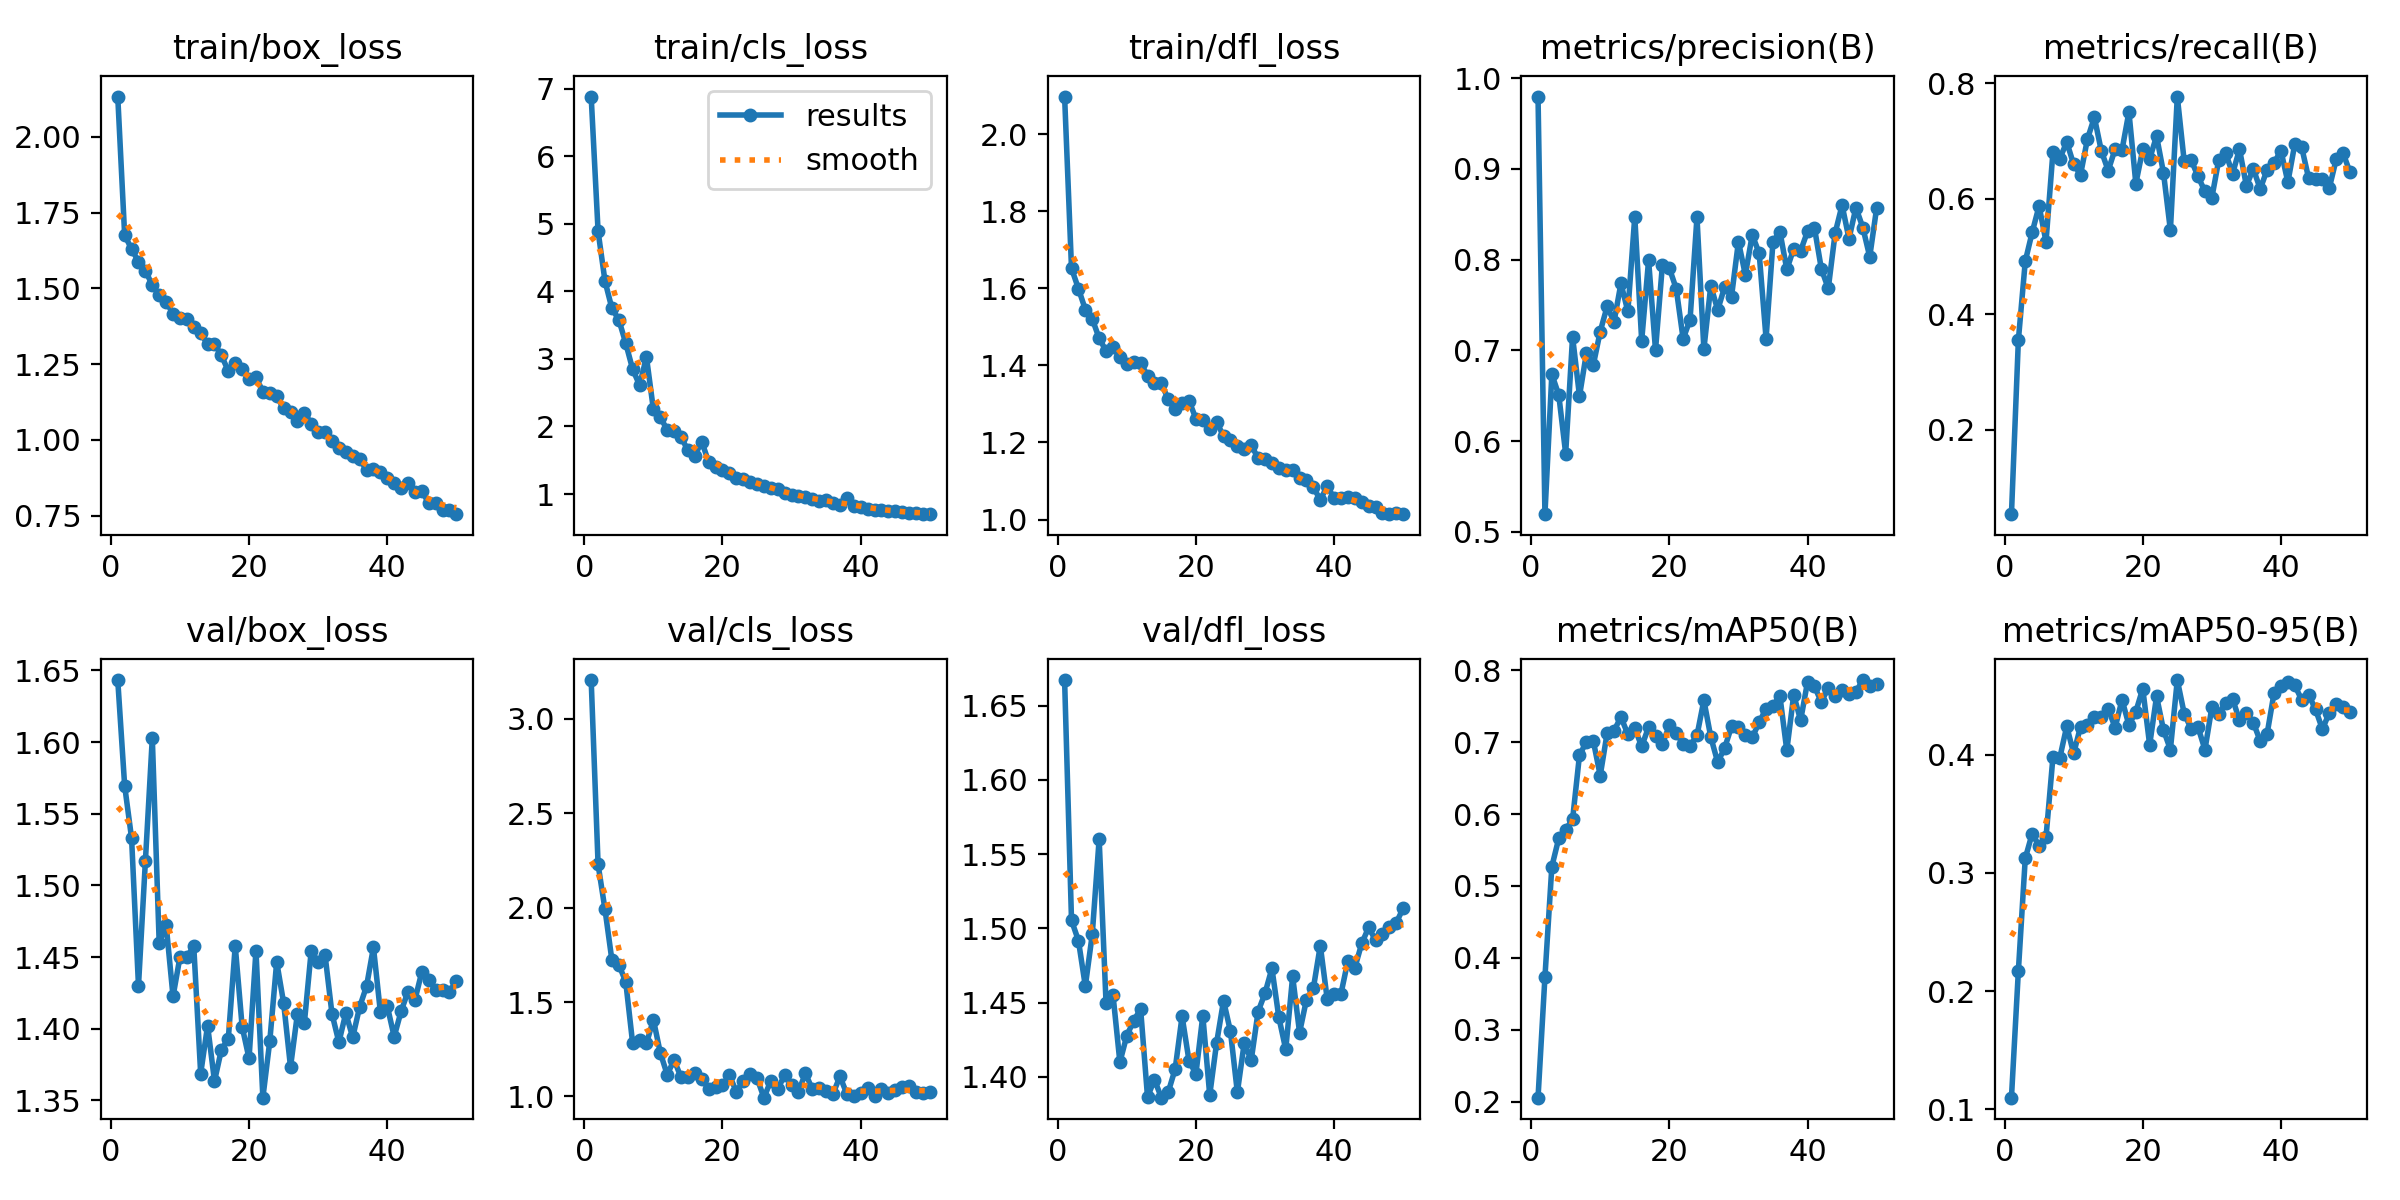 train/box_loss
train/cls_loss
train/dfl_loss
metrics/precision(B)
metrics/recall(B)
2.00
1.75
1.50
1.25
1.00
0.75
0 20 40
7
6
5
4
3
2
1
results
smooth
0 20 40
2.0
1.8
1.6
1.4
1.2
1.0
0 20 40
1.0
0.9
0.8
0.7
0.6
0.5
0 20 40
0.8
0.6
0.4
0.2
0 20 40
val/box_loss
val/cls_loss
val/dfl_loss
metrics/mAP50(B)
metrics/mAP50-95(B)
1.65
1.60
1.55
1.50
1.45
1.40
1.35
0 20 40
3.0
2.5
2.0
1.5
1.0
0 20 40
1.65
1.60
1.55
1.50
1.45
1.40
0 20 40
0.8
0.7
0.6
0.5
0.4
0.3
0.2
0 20 40
0.4
0.3
0.2
0.1
0 20 40